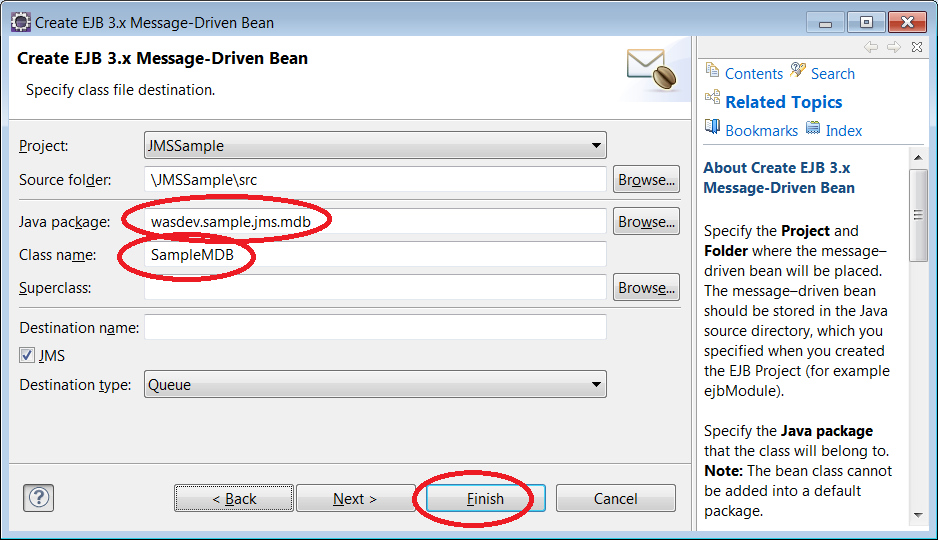 Create EJB 3.x Message-Driven Bean
Create EJB 3.x Message-Driven Bean
Specify class file destination.
Project:
JMSSample
Source folder:
\JMSSample\src
Browse...
Java package:
wasdev.sample.jms.mdb
Browse...
Class name:
SampleMDB
Superclass:
Browse...
Destination name:
JMS
Destination type:
Queue
?
< Back
Next >
Finish
Cancel
Contents
Search
Related Topics
Bookmarks
Index
About Create EJB 3.x
Message-Driven Bean
Specify the Project and
Folder where the message–
driven bean will be placed.
The message–driven bean
should be stored in the Java
source directory, which you
specified when you created
the EJB Project (for example
ejbModule).
Specify the Java package
that the class will belong to.
Note: The bean class cannot
be added into a default
package.